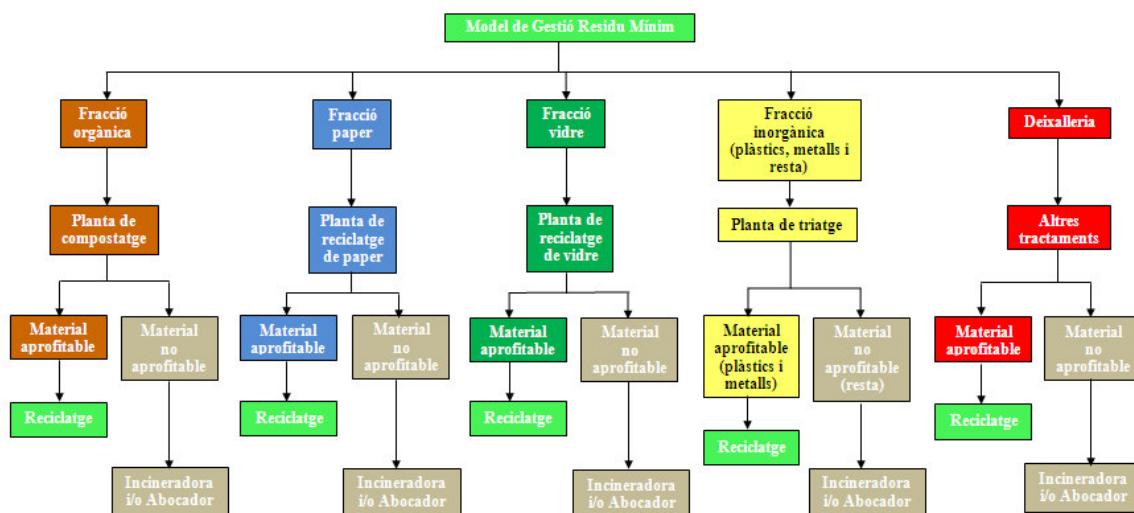 Model de Gestió Residu Mínim
Fracció
orgànica
Fracció
paper
Fracció
vidre
Fracció
inorgànica
(plàstics, metalls i
resta)
Deixalleria
Planta de
compostatge
Planta de
reciclatge
de paper
Planta de
reciclatge
de vidre
Planta de triatge
Altres
tractaments
Material
aprofitable
Material
no
aprofitable
Material
aprofitable
Material
no
aprofitable
Material
aprofitable
Material
no
aprofitable
Material
aprofitable
(plàstics i
metalls)
Material
no
aprofitable
(resta)
Material
aprofitable
Material
no
aprofitable
Reciclatge
Reciclatge
Reciclatge
Reciclatge
Reciclatge
Incineradora
i/o Abocador
Incineradora
i/o Abocador
Incineradora
i/o Abocador
Incineradora
i/o Abocador
Incineradora
i/o Abocador